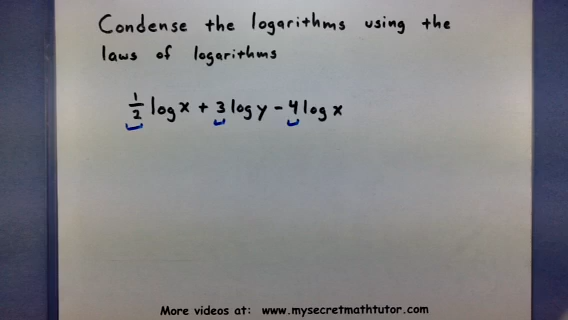 Condense the logarithms using the
laws of logarithms
½ log x + 3 log y - 4 log x
More videos at: www.mysecretmathtutor.com